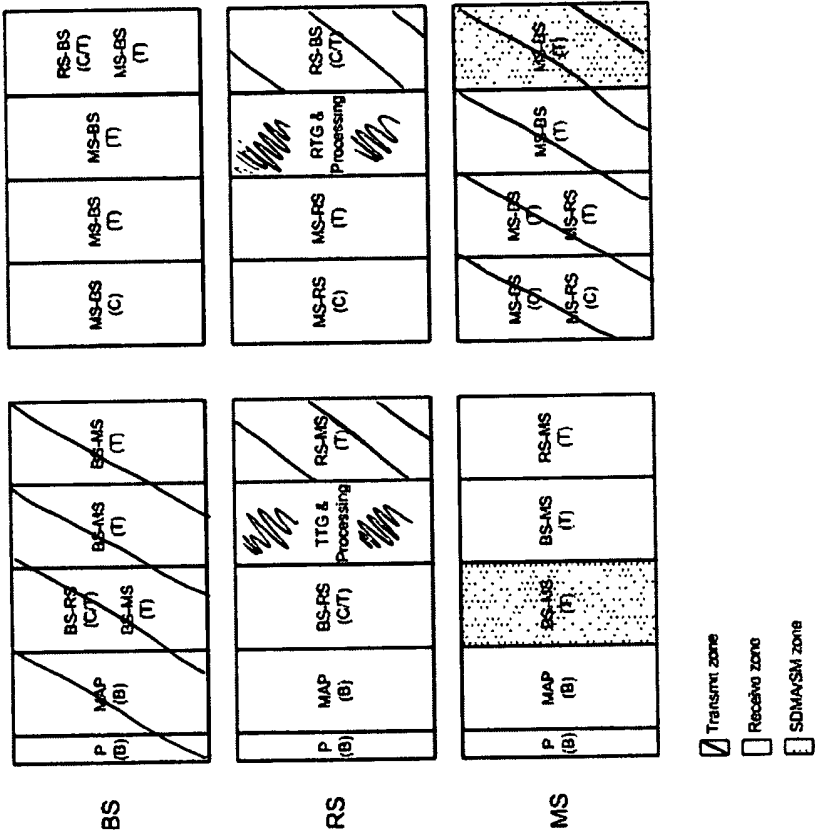 BS
P
(B)
MAP
(B)
BS-RS
(C/T)
BS-MS
(T)
BS-MS
(T)
BS-MS
(T)
MS-BS
(C)
MS-BS
(T)
MS-BS
(T)
RS-BS
(C/T)
MS-BS
(T)
RS
P
(B)
MAP
(B)
BS-RS
(C/T)
TTG &
Processing
RS-MS
(T)
MS-RS
(C)
MS-RS
(T)
RTG &
Processing
RS-BS
(C/T)
MS
P
(B)
MAP
(B)
BS-MS
(T)
BS-MS
(T)
RS-MS
(T)
MS-BS
(C)
MS-RS
(C)
MS-BS
(T)
MS-RS
(T)
MS-BS
(T)
MS-BS
(T)
Transmit zone
Receive zone
SDMA/SM zone